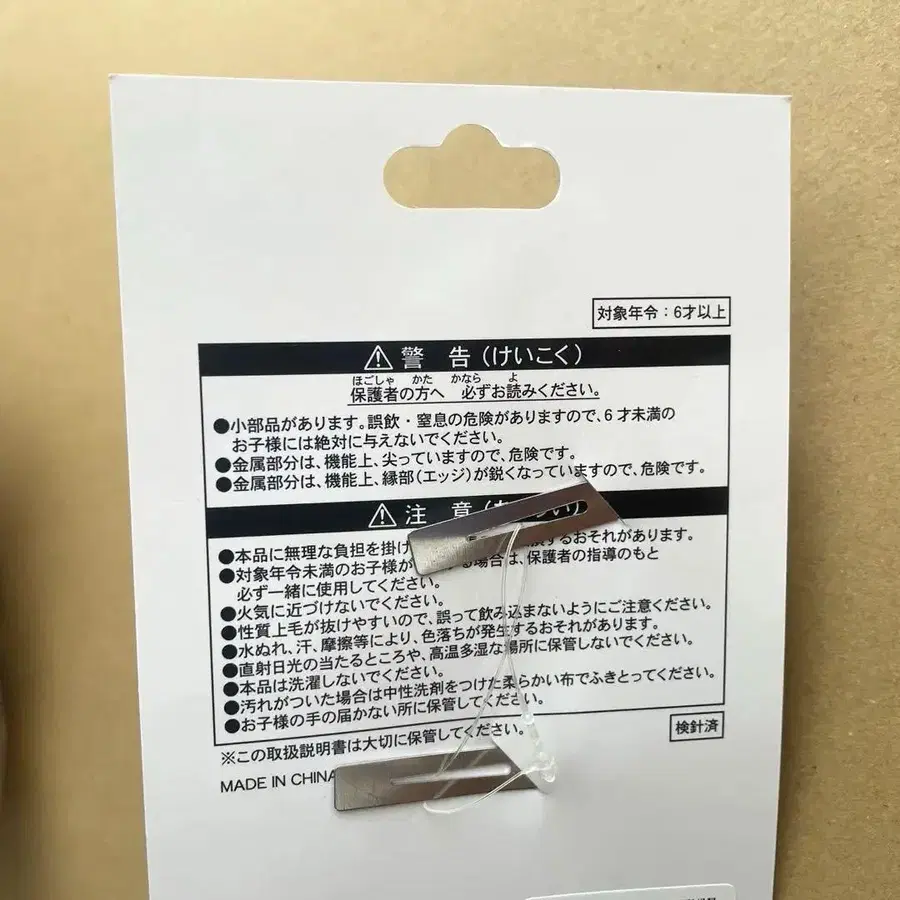 対象年令：6才以上
⚠ 警 告（けいこく）
ほごしゃ かた かなら よ
保護者の方へ 必ずお読みください。
●小部品があります。誤飲・窒息の危険がありますので、6才未満の
お子様には絶対に与えないでください。
●金属部分は、機能上、尖っていますので、危険です。
●金属部分は、機能上、縁部（エッジ）が鋭くなっていますので、危険です。
⚠ 注 意
●本品に無理な負担を掛け するおそれがあります。
●対象年令未満のお子様が る場合は、保護者の指導のもと
必ず一緒に使用してください。
●火気に近づけないでください。
●性質上毛が抜けやすいので、誤って飲み込まないようにご注意ください。
●水ぬれ、汗、摩擦等により、色落ちが発生するおそれがあります。
●直射日光の当たるところや、高温多湿な場所に保管しないでください。
●本品は洗濯しないでください。
●汚れがついた場合は中性洗剤をつけた柔らかい布でふきとってください。
●お子様の手の届かない所に保管してください。
※この取扱説明書は大切に保管してください。
検針済
MADE IN CHINA